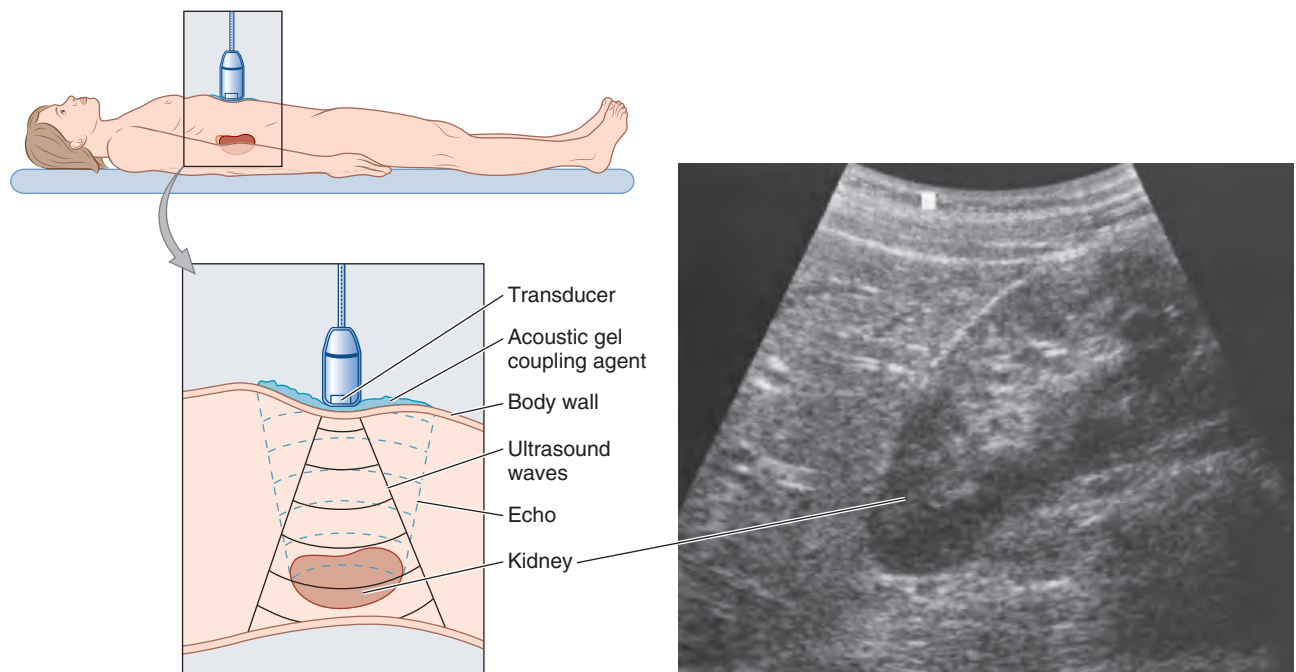 Transducer
Acoustic gel
coupling agent
Body wall
Ultrasound
waves
Echo
Kidney